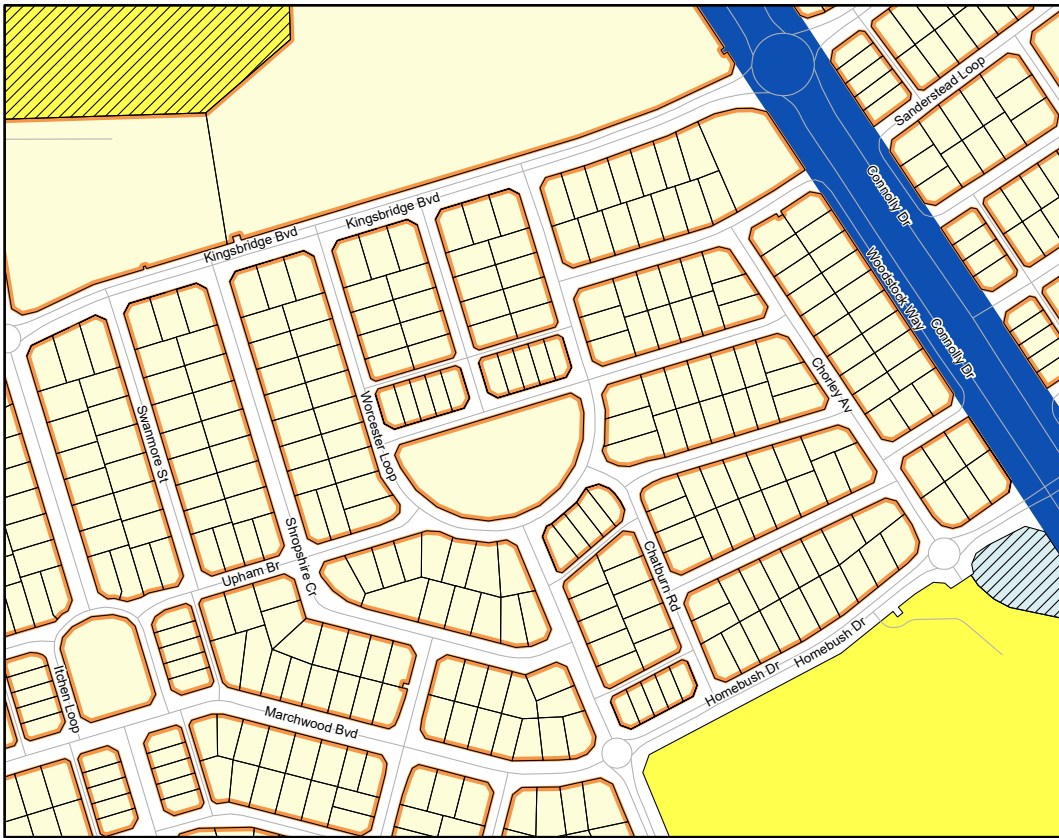 Sanderstead Loop
Connolly Dr
Kingsbridge Bvd
Kingsbridge Bvd
Woodstock Way
Connolly Dr
Chorley Av
Worcester Loop
Swanmore St
Shropshire Cr
Upham Br
Chatburn Rd
Homebush Dr
Homebush Dr
Itchen Loop
Marchwood Bvd